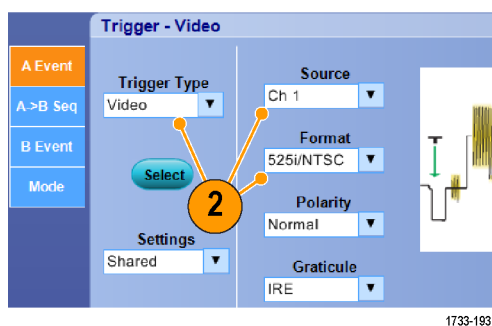 Trigger - Video
A Event
A->B Seq
B Event
Mode
Trigger Type
Video
Select
Settings
Shared
2
Source
Ch 1
Format
525i/NTSC
Polarity
Normal
Graticule
IRE
T
1733-193